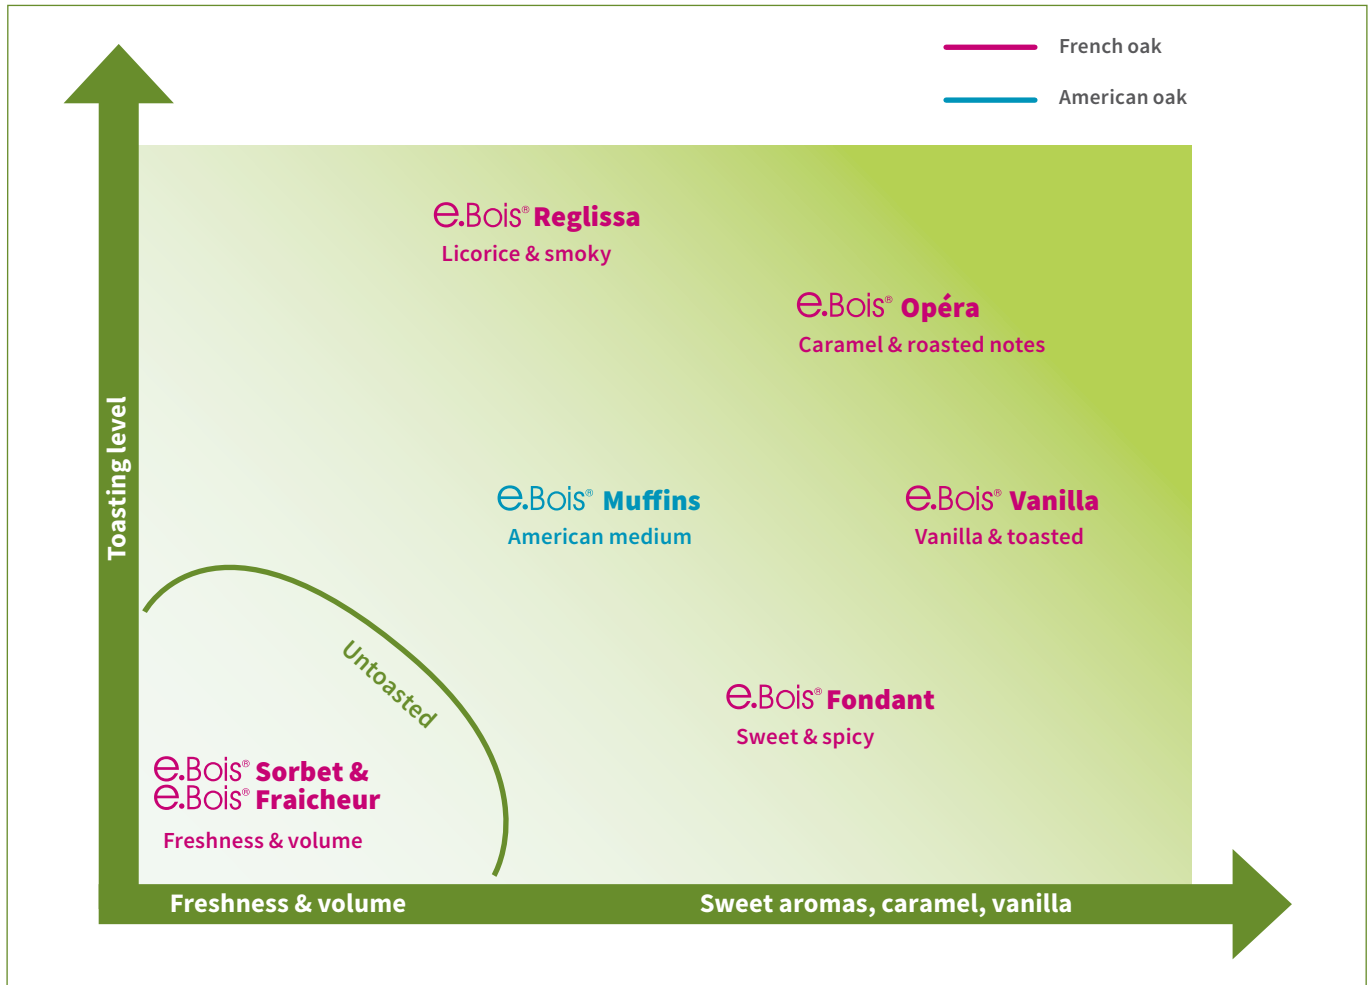 French oak
American oak
e.Bois® Reglissa
Licorice & smoky
e.Bois® Opéra
Caramel & roasted notes
Toasting level
e.Bois® Muffins
American medium
e.Bois® Vanilla
Vanilla & toasted
Untoasted
e.Bois® Fondant
Sweet & spicy
e.Bois® Sorbet &
e.Bois® Fraicheur
Freshness & volume
Freshness & volume
Sweet aromas, caramel, vanilla